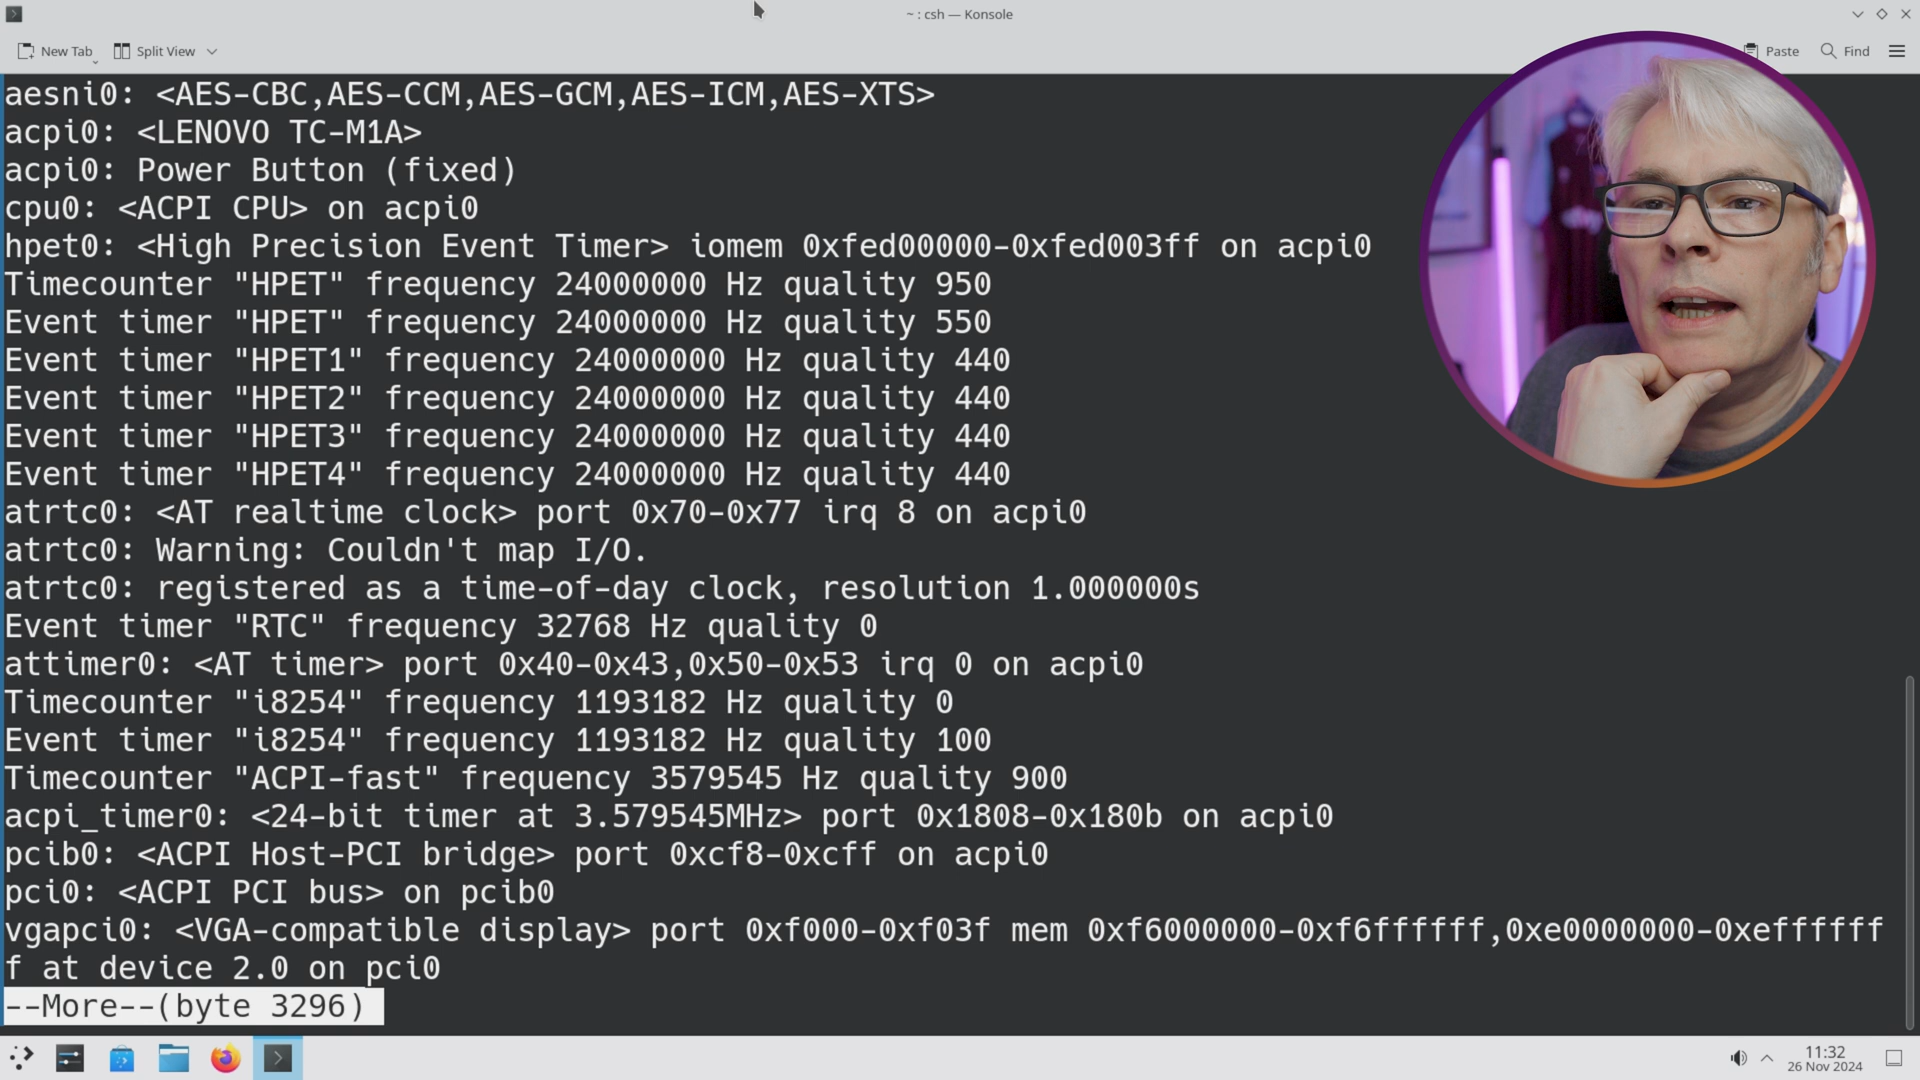 ~ : csh — Konsole
New Tab
Split View
Paste
Find
aesni0: <AES-CBC,AES-CCM,AES-GCM,AES-ICM,AES-XTS>
acpi0: <LENOVO TC-M1A>
acpi0: Power Button (fixed)
cpu0: <ACPI CPU> on acpi0
hpet0: <High Precision Event Timer> iomem 0xfed00000-0xfed003ff on acpi0
Timecounter "HPET" frequency 24000000 Hz quality 950
Event timer "HPET" frequency 24000000 Hz quality 550
Event timer "HPET1" frequency 24000000 Hz quality 440
Event timer "HPET2" frequency 24000000 Hz quality 440
Event timer "HPET3" frequency 24000000 Hz quality 440
Event timer "HPET4" frequency 24000000 Hz quality 440
atrtc0: <AT realtime clock> port 0x70-0x77 irq 8 on acpi0
atrtc0: Warning: Couldn't map I/O.
atrtc0: registered as a time-of-day clock, resolution 1.000000s
Event timer "RTC" frequency 32768 Hz quality 0
attimer0: <AT timer> port 0x40-0x43,0x50-0x53 irq 0 on acpi0
Timecounter "i8254" frequency 1193182 Hz quality 0
Event timer "i8254" frequency 1193182 Hz quality 100
Timecounter "ACPI-fast" frequency 3579545 Hz quality 900
acpi_timer0: <24-bit timer at 3.579545MHz> port 0x1808-0x180b on acpi0
pcib0: <ACPI Host-PCI bridge> port 0xcf8-0xcff on acpi0
pci0: <ACPI PCI bus> on pcib0
vgapci0: <VGA-compatible display> port 0xf000-0xf03f mem 0xf6000000-0xf6ffffff,0xe0000000-0xeffffff
f at device 2.0 on pci0
--More--(byte 3296)
11:32
26 Nov 2024